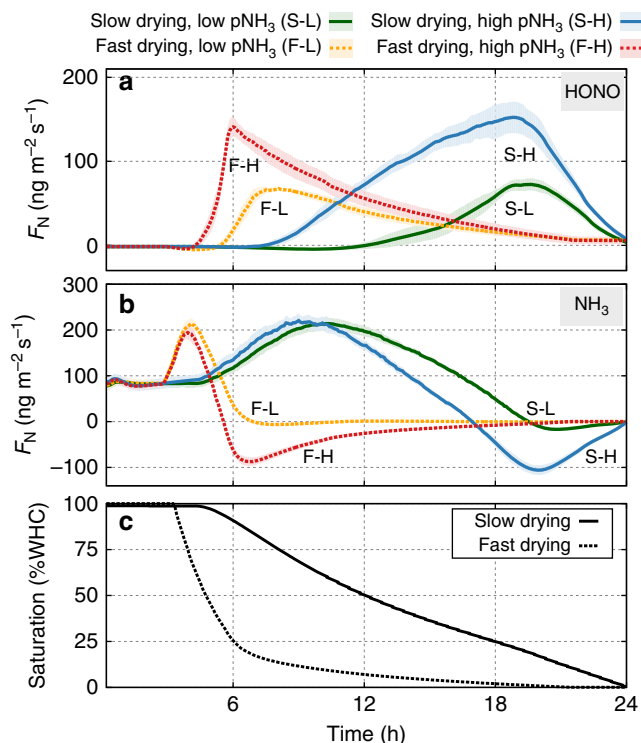 Slow drying, low pNH₃ (S-L) Slow drying, high pNH₃ (S-H)
Fast drying, low pNH₃ (F-L) Fast drying, high pNH₃ (F-H)
200
a
HONO
F_N (ng m⁻² s⁻¹)
100
0
F-H
F-L
S-H
S-L
300
b
NH₃
F_N (ng m⁻² s⁻¹)
200
100
0
−100
F-L
F-H
S-L
S-H
100
c
Slow drying
Fast drying
Saturation (%WHC)
75
50
25
0
6 12 18 24
Time (h)